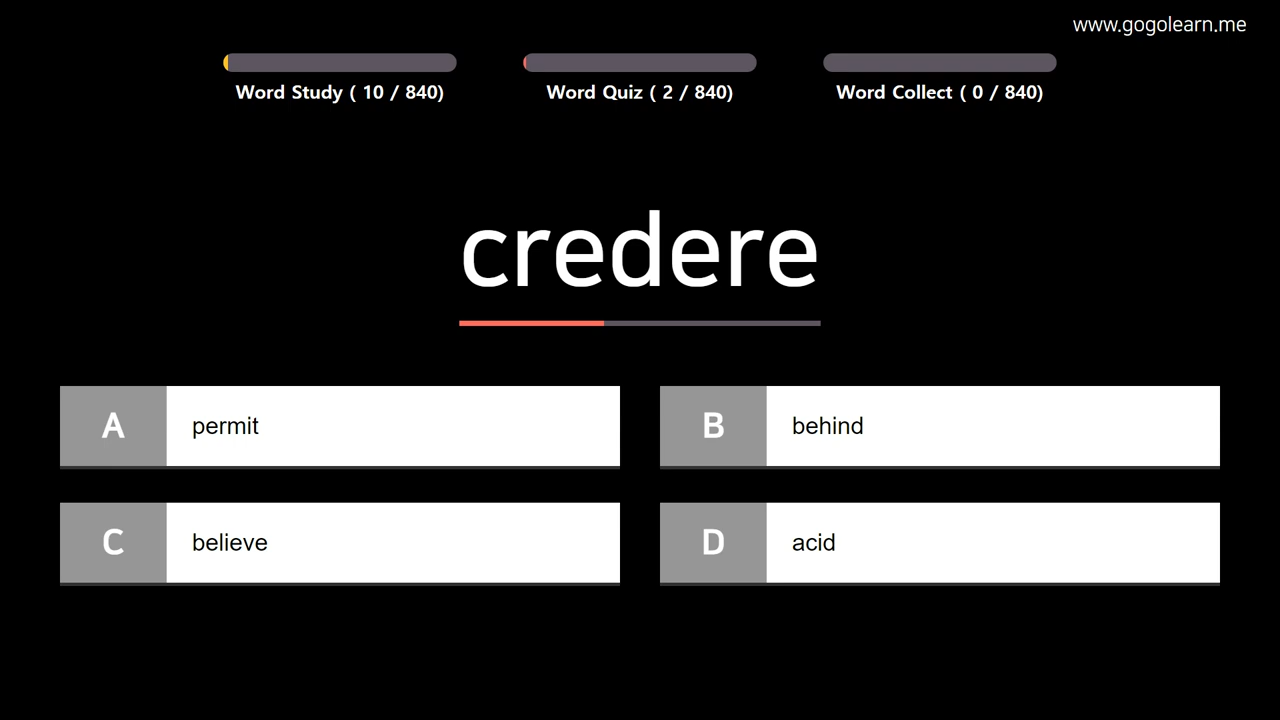 www.gogolearn.me
Word Study ( 10 / 840)
Word Quiz ( 2 / 840)
Word Collect ( 0 / 840)
credere
A permit
B behind
C believe
D acid